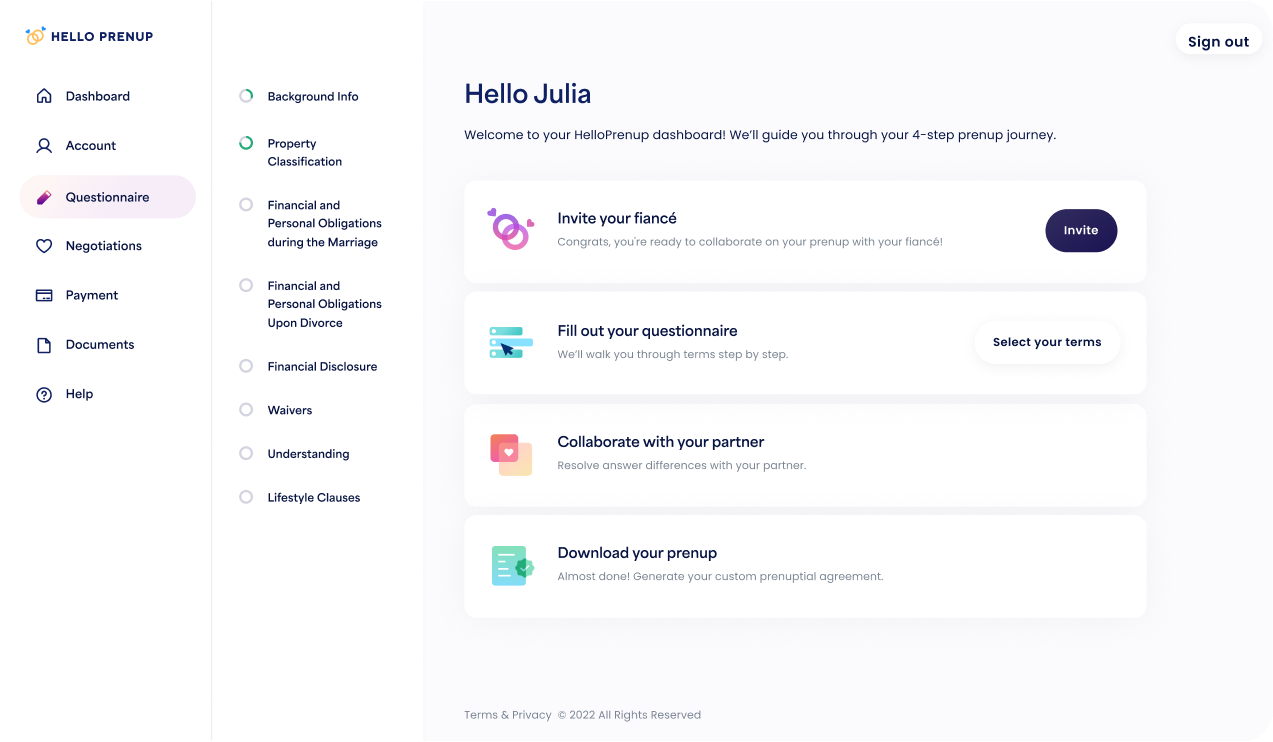 HELLO PRENUP
Dashboard
Account
Questionnaire
Negotiations
Payment
Documents
Help
Background Info
Property
Classification
Financial and
Personal Obligations
during the Marriage
Financial and
Personal Obligations
Upon Divorce
Financial Disclosure
Waivers
Understanding
Lifestyle Clauses
Sign out
Hello Julia
Welcome to your HelloPrenup dashboard! We’ll guide you through your 4-step prenup journey.
Invite your fiancé
Congrats, you're ready to collaborate on your prenup with your fiancé!
Invite
Fill out your questionnaire
We’ll walk you through terms step by step.
Select your terms
Collaborate with your partner
Resolve answer differences with your partner.
Download your prenup
Almost done! Generate your custom prenuptial agreement.
Terms & Privacy © 2022 All Rights Reserved